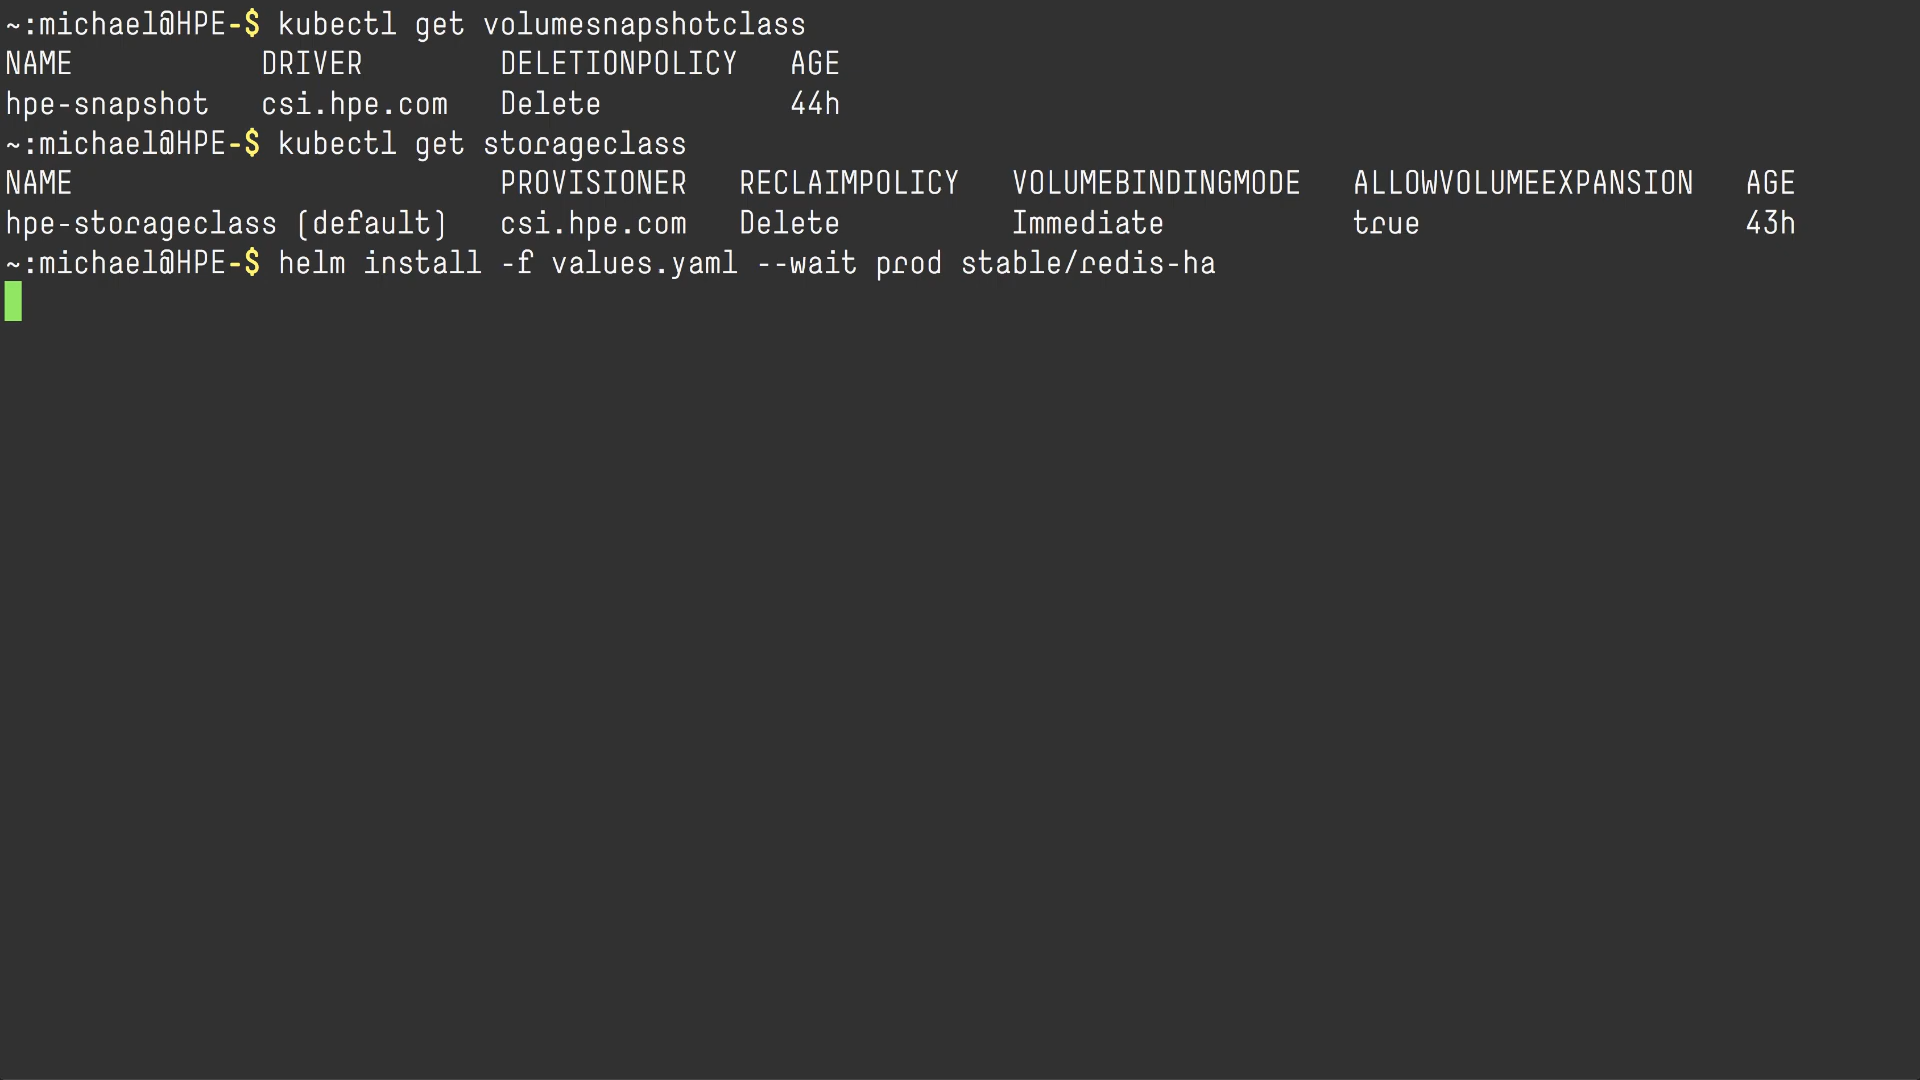 ~:michael@HPE-$ kubectl get volumesnapshotclass
NAME           DRIVER        DELETIONPOLICY   AGE
hpe-snapshot   csi.hpe.com   Delete           44h
~:michael@HPE-$ kubectl get storageclass
NAME                         PROVISIONER   RECLAIMPOLICY   VOLUMEBINDINGMODE   ALLOWVOLUMEEXPANSION   AGE
hpe-storageclass (default)   csi.hpe.com   Delete          Immediate           true                   43h
~:michael@HPE-$ helm install -f values.yaml --wait prod stable/redis-ha